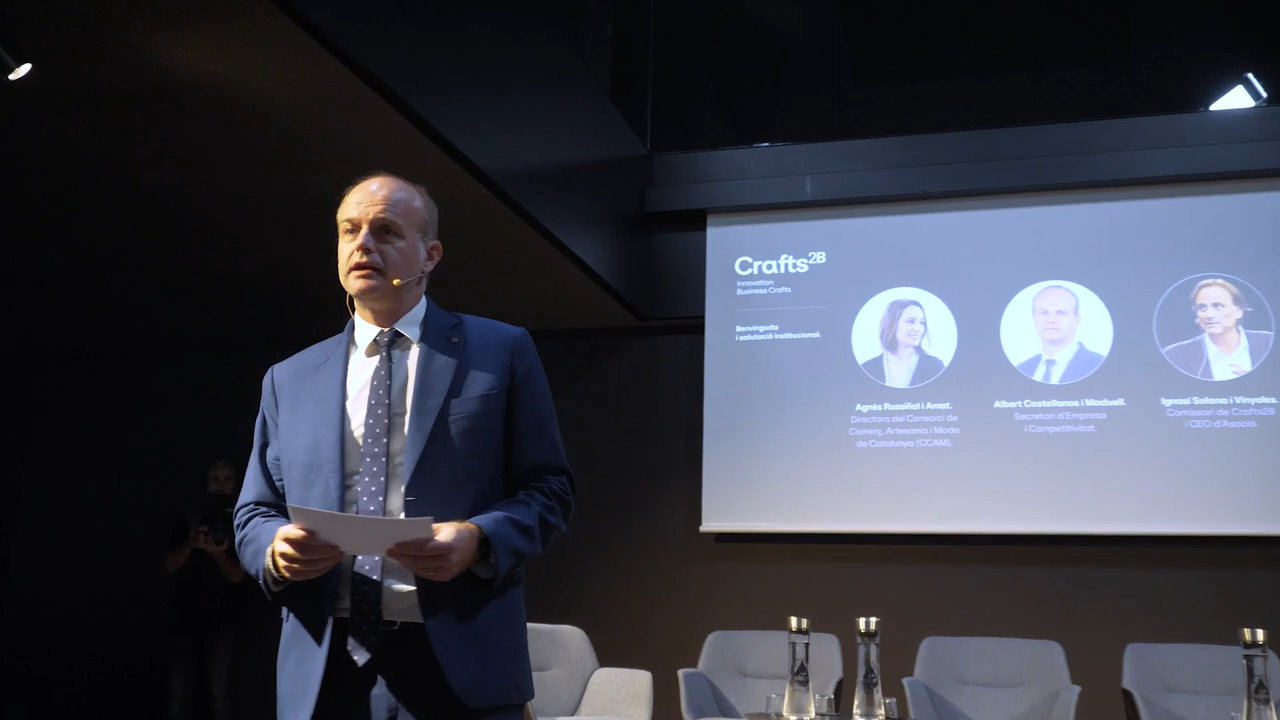 Crafts2B
Innovation
Business Crafts
Benvinguda
i salutació institucional.
Agnès Russiñol i Amat.
Directora del Consorci de
Comerç, Artesania i Moda
de Catalunya (CCAM).
Albert Castellanos i Maduell.
Secretari d'Empresa
i Competitivitat.
Ignasi Solana i Vinyales.
Comissari de Crafts2B
i CEO d'Asocia.